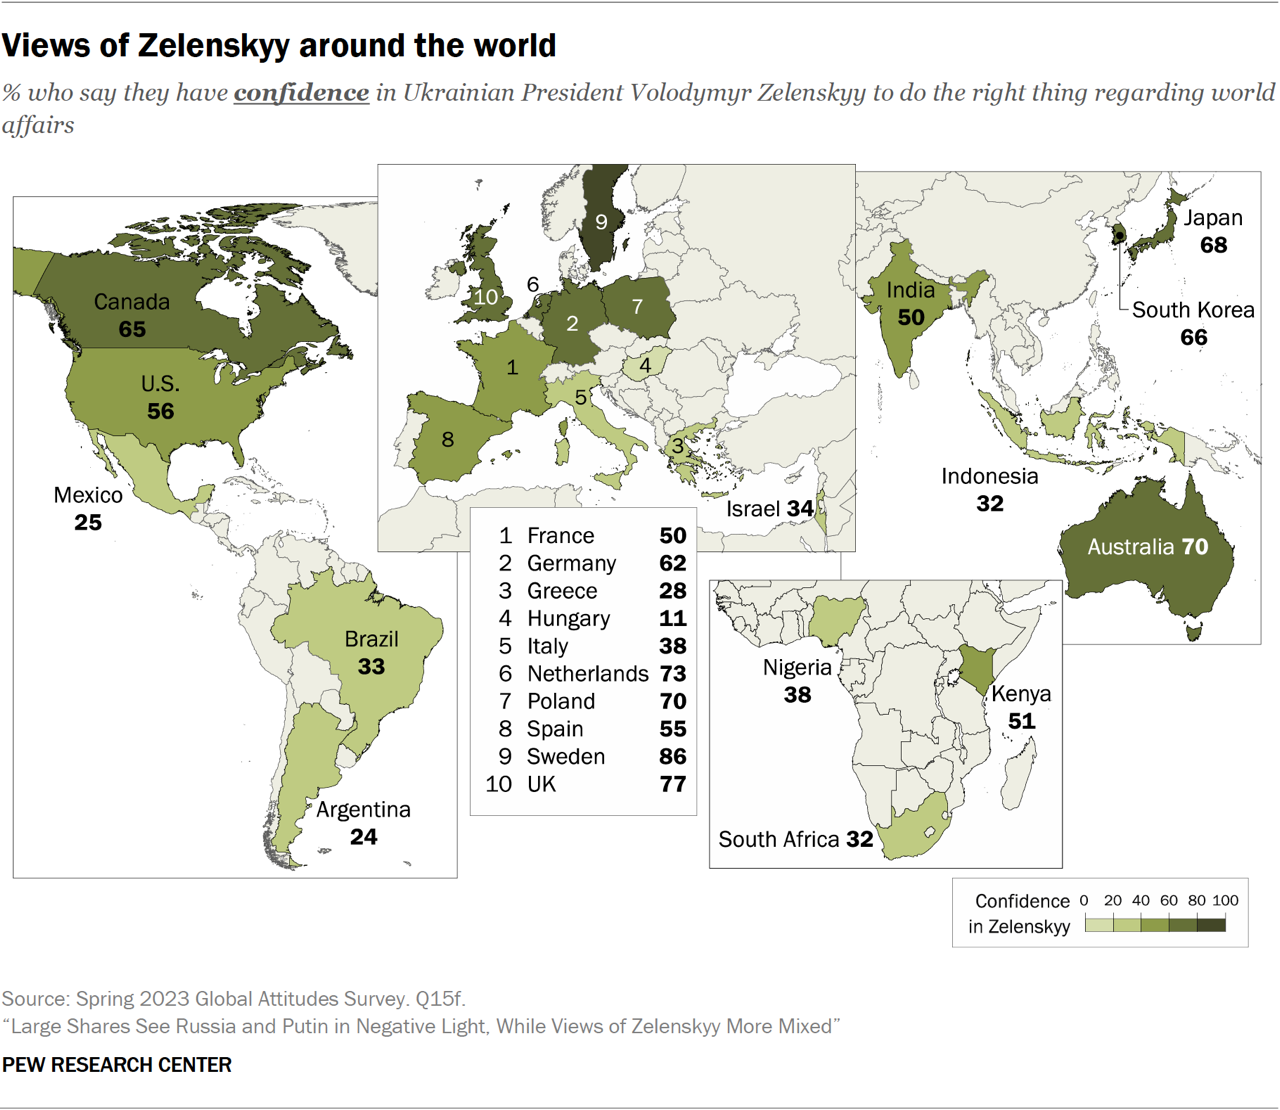 Views of Zelenskyy around the world
% who say they have confidence in Ukrainian President Volodymyr Zelenskyy to do the right thing regarding world
affairs
Canada
65
U.S.
56
Mexico
25
Brazil
33
Argentina
24
9
6
10
7
2
1
4
5
8
3
Israel 34
1 France 50
2 Germany 62
3 Greece 28
4 Hungary 11
5 Italy 38
6 Netherlands 73
7 Poland 70
8 Spain 55
9 Sweden 86
10 UK 77
Japan
68
India
50
South Korea
66
Indonesia
32
Australia 70
Nigeria
38
Kenya
51
South Africa 32
Confidence
in Zelenskyy
0 20 40 60 80 100
Source: Spring 2023 Global Attitudes Survey. Q15f.
“Large Shares See Russia and Putin in Negative Light, While Views of Zelenskyy More Mixed”
PEW RESEARCH CENTER